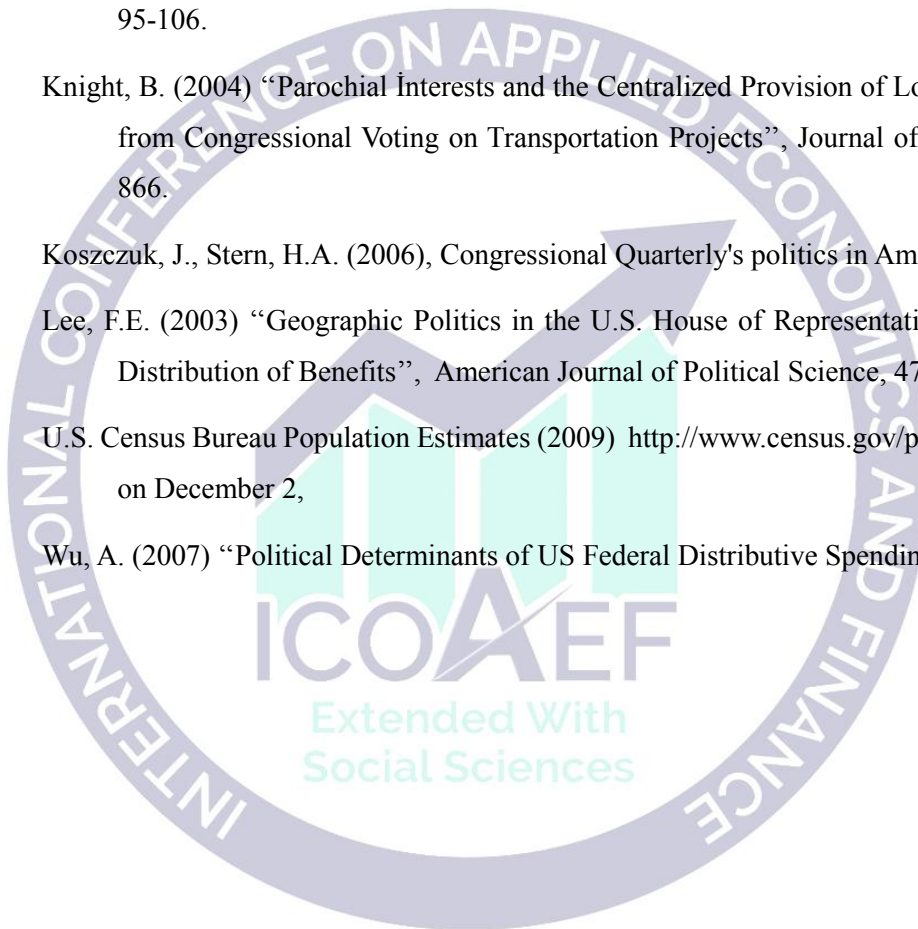 95-106.
Knight, B. (2004) ‘‘Parochial İnterests and the Centralized Provision of Lo
from Congressional Voting on Transportation Projects’’, Journal of
866.
Koszczuk, J., Stern, H.A. (2006), Congressional Quarterly's politics in Am
Lee, F.E. (2003) ‘‘Geographic Politics in the U.S. House of Representati
Distribution of Benefits’’, American Journal of Political Science, 47
U.S. Census Bureau Population Estimates (2009) http://www.census.gov/p
on December 2,
Wu, A. (2007) ‘‘Political Determinants of US Federal Distributive Spendin
INTERNATIONAL CONFERENCE ON APPLIED ECONOMICS AND FINANCE
ICOAEF
Extended With
Social Sciences